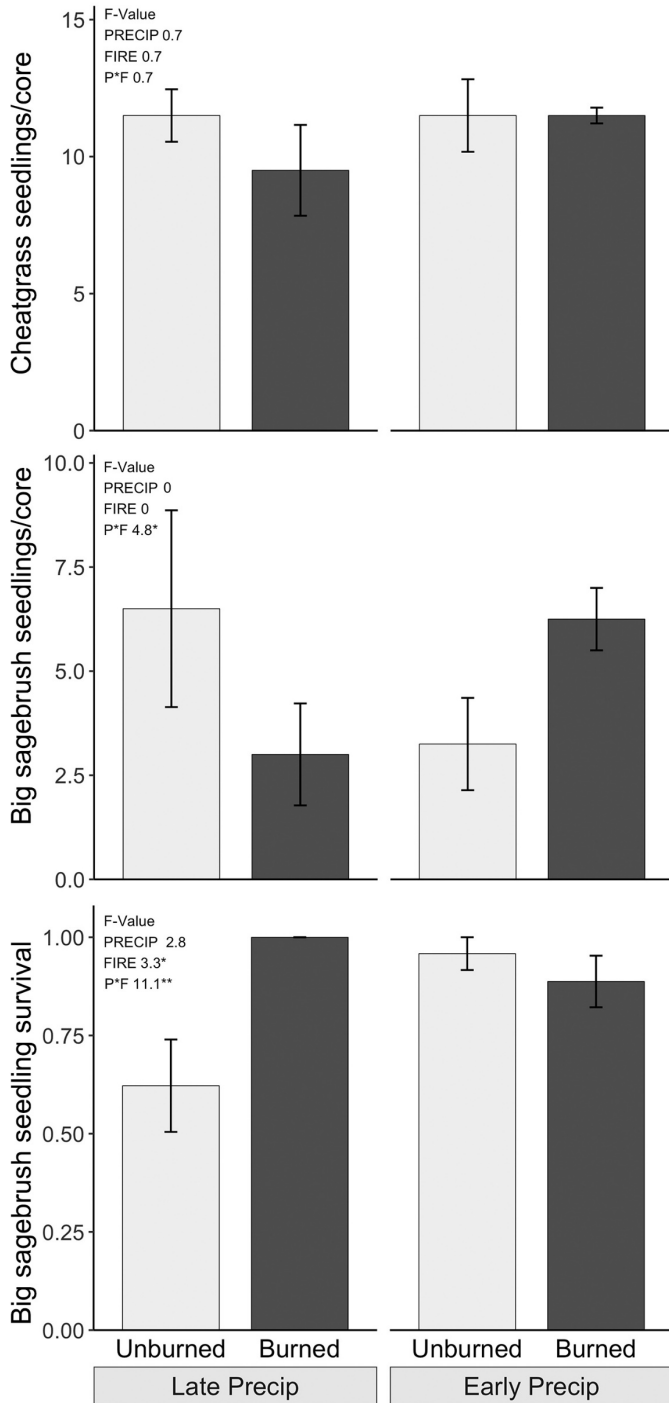 Cheatgrass seedlings/core
15
10
5
0
F-Value
PRECIP 0.7
FIRE 0.7
P*F 0.7
Big sagebrush seedlings/core
10.0
7.5
5.0
2.5
0.0
F-Value
PRECIP 0
FIRE 0
P*F 4.8*
Big sagebrush seedling survival
1.00
0.75
0.50
0.25
0.00
F-Value
PRECIP 2.8
FIRE 3.3*
P*F 11.1**
Unburned Burned Unburned Burned
Late Precip Early Precip